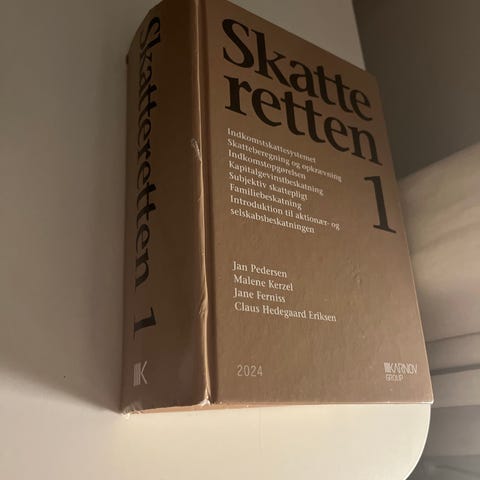 Skatteretten 1
K
Skatte
retten
1
Indkomstskattesystemet
Skatteberegning og opkrævning
Indkomstopgørelsen
Kapitalgevinstbeskatning
Subjektiv skattepligt
Familiebeskatning
Introduktion til aktionær- og
selskabsbeskatningen
Jan Pedersen
Malene Kerzel
Jane Ferniss
Claus Hedegaard Eriksen
2024
KARNOV
GROUP